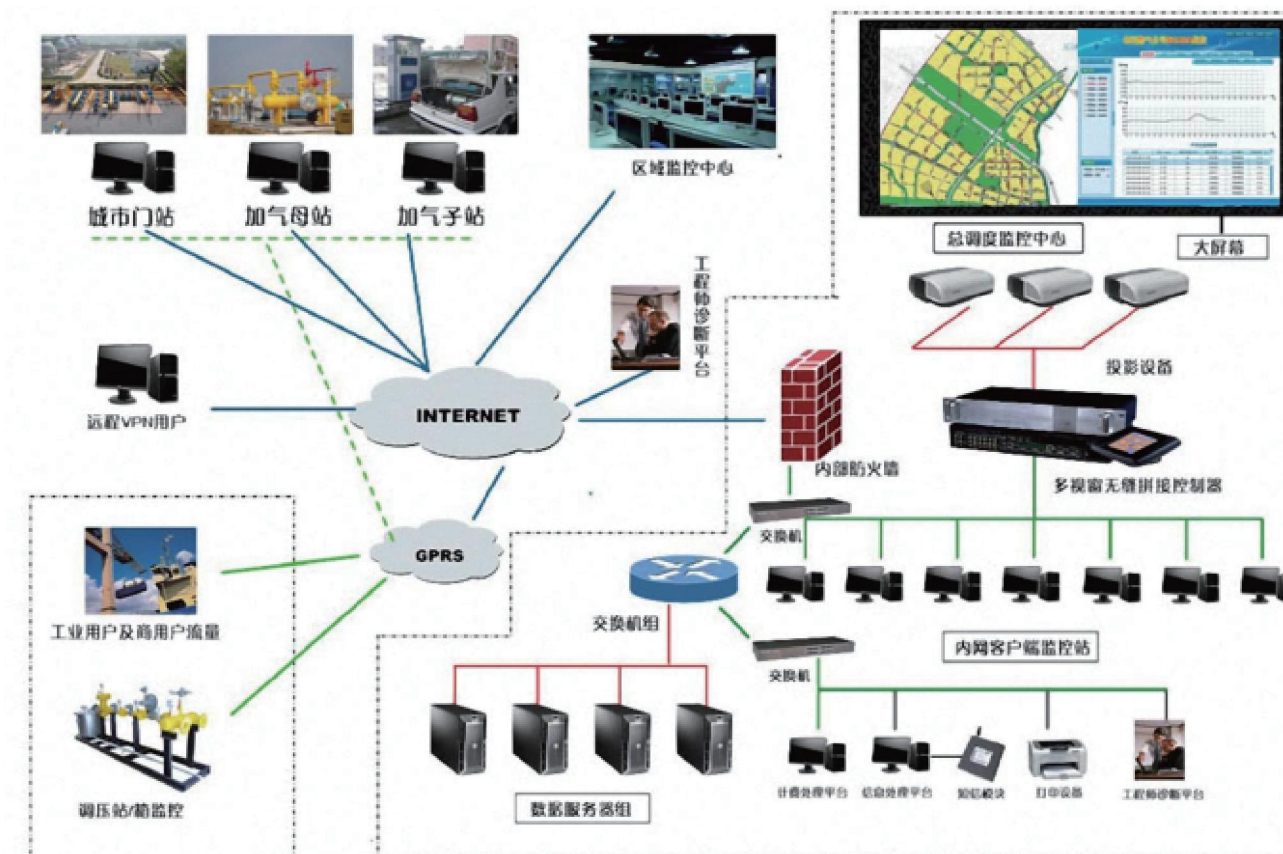 区域监控中心
城市门站
加气母站
加气子站
总调度监控中心
大屏幕
工程师诊断平台
投影设备
INTERNET
远程VPN用户
内部防火墙
多视窗无缝拼接控制器
交换机
GPRS
工业用户及商用户流量
交换机组
内网客户端监控站
交换机
调压站/箱监控
数据服务器组
计费处理平台
信息处理平台
短信模块
打印设备
工程师诊断平台